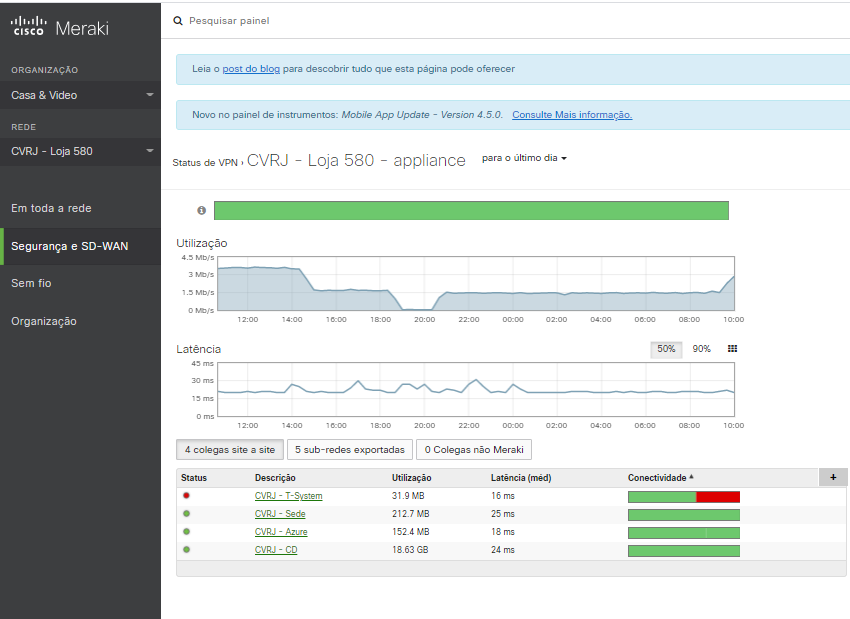 CISCO Meraki
Pesquisar painel
ORGANIZAÇÃO
Casa & Video
REDE
CVRJ - Loja 580
Em toda a rede
Segurança e SD-WAN
Sem fio
Organização
Leia o post do blog para descobrir tudo que esta página pode oferecer
Novo no painel de instrumentos: Mobile App Update - Version 4.5.0. Consulte Mais informação.
Status de VPN › CVRJ - Loja 580 - appliance para o último dia
Utilização
4.5 Mb/s
3 Mb/s
1.5 Mb/s
0 Mb/s
12:00 14:00 16:00 18:00 20:00 22:00 00:00 02:00 04:00 06:00 08:00 10:00
Latência 50% 90%
45 ms
30 ms
15 ms
0 ms
12:00 14:00 16:00 18:00 20:00 22:00 00:00 02:00 04:00 06:00 08:00 10:00
4 colegas site a site 5 sub-redes exportadas 0 Colegas não Meraki
Status Descrição Utilização Latência (méd) Conectividade +
CVRJ - T-System 31.9 MB 16 ms
CVRJ - Sede 212.7 MB 25 ms
CVRJ - Azure 152.4 MB 18 ms
CVRJ - CD 18.63 GB 24 ms